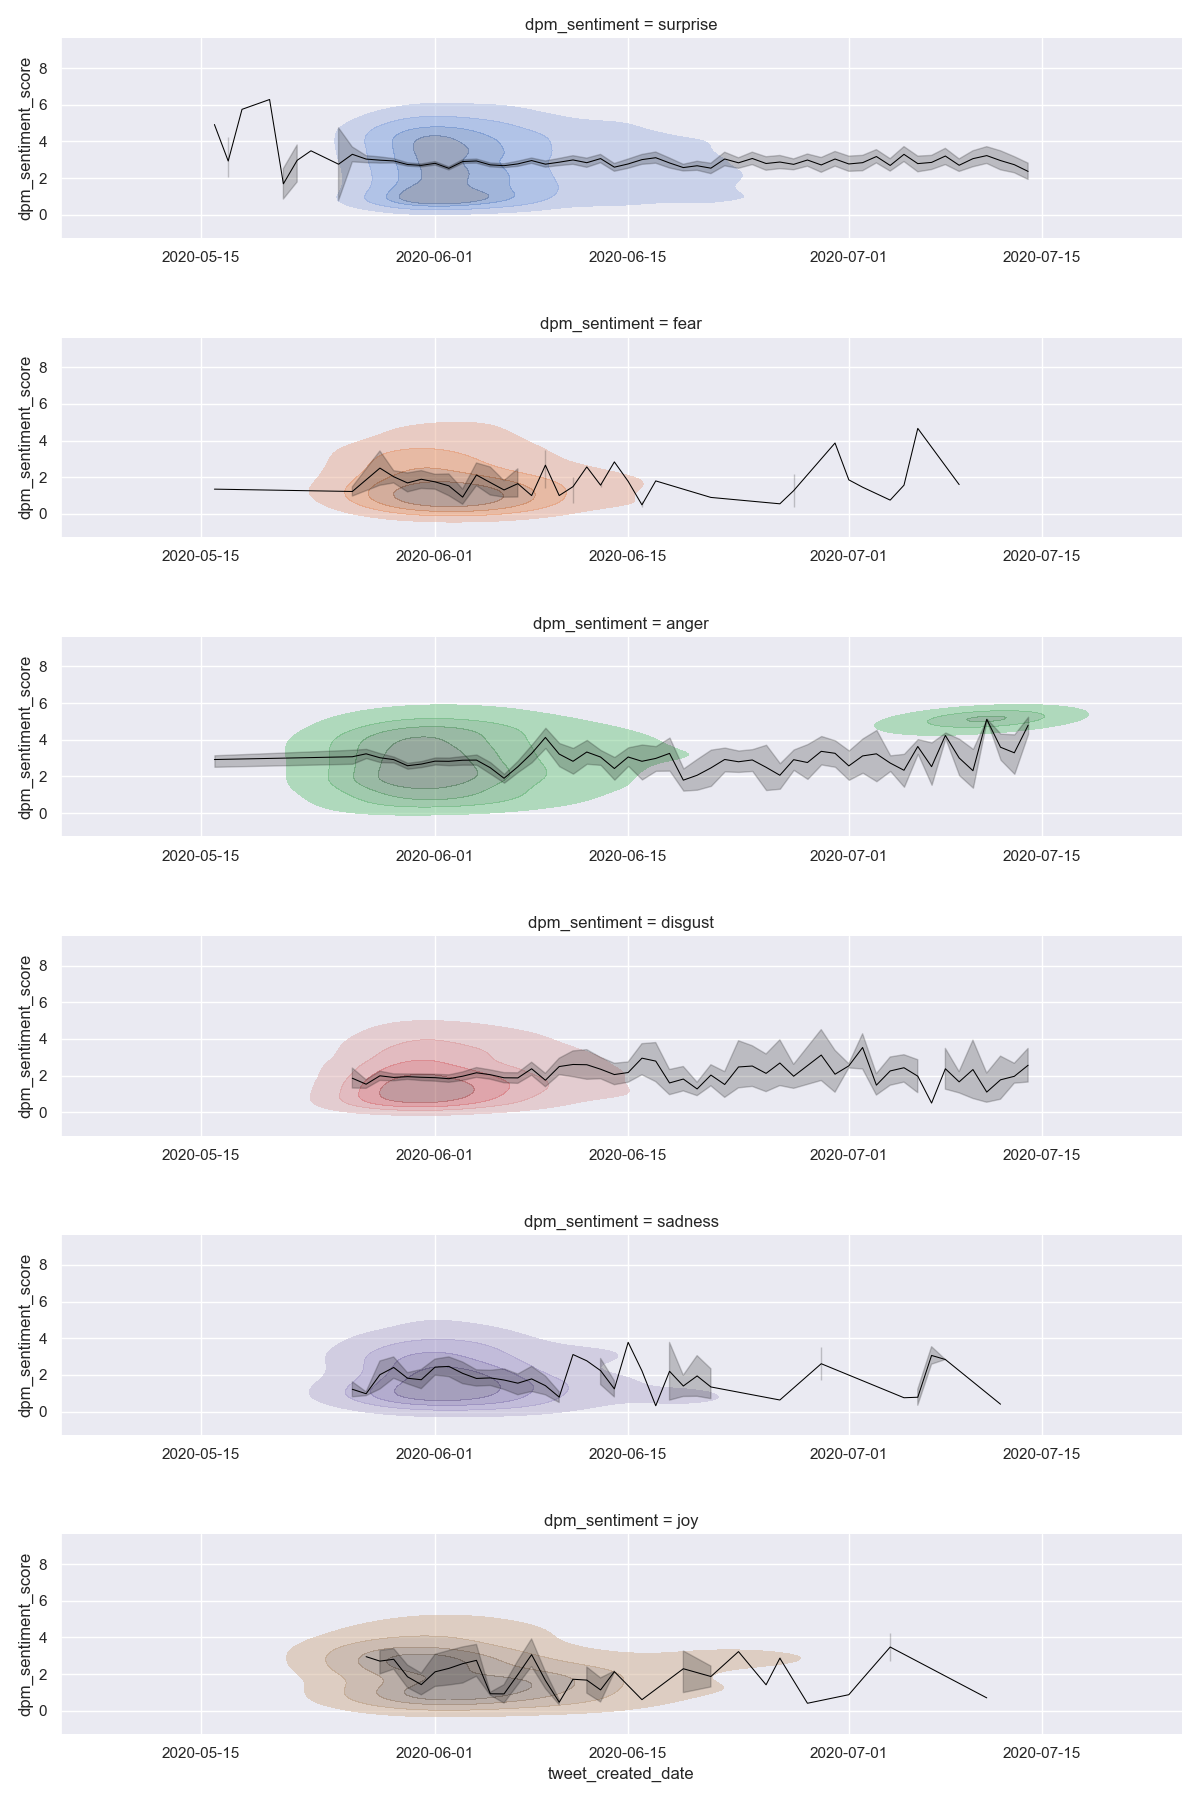 dpm_sentiment = surprise
dpm_sentiment_score
8
6
4
2
0
2020-05-15 2020-06-01 2020-06-15 2020-07-01 2020-07-15
dpm_sentiment = fear
dpm_sentiment_score
8
6
4
2
0
2020-05-15 2020-06-01 2020-06-15 2020-07-01 2020-07-15
dpm_sentiment = anger
dpm_sentiment_score
8
6
4
2
0
2020-05-15 2020-06-01 2020-06-15 2020-07-01 2020-07-15
dpm_sentiment = disgust
dpm_sentiment_score
8
6
4
2
0
2020-05-15 2020-06-01 2020-06-15 2020-07-01 2020-07-15
dpm_sentiment = sadness
dpm_sentiment_score
8
6
4
2
0
2020-05-15 2020-06-01 2020-06-15 2020-07-01 2020-07-15
dpm_sentiment = joy
dpm_sentiment_score
8
6
4
2
0
2020-05-15 2020-06-01 2020-06-15 2020-07-01 2020-07-15
tweet_created_date